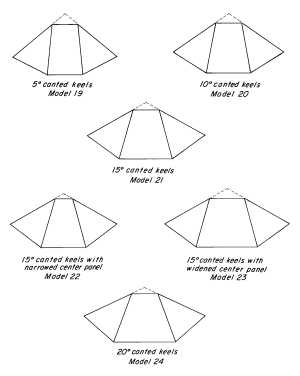 5° canted keels
Model 19
10° canted keels
Model 20
15° canted keels
Model 21
15° canted keels with
narrowed center panel
Model 22
15° canted keels with
widened center panel
Model 23
20° canted keels
Model 24